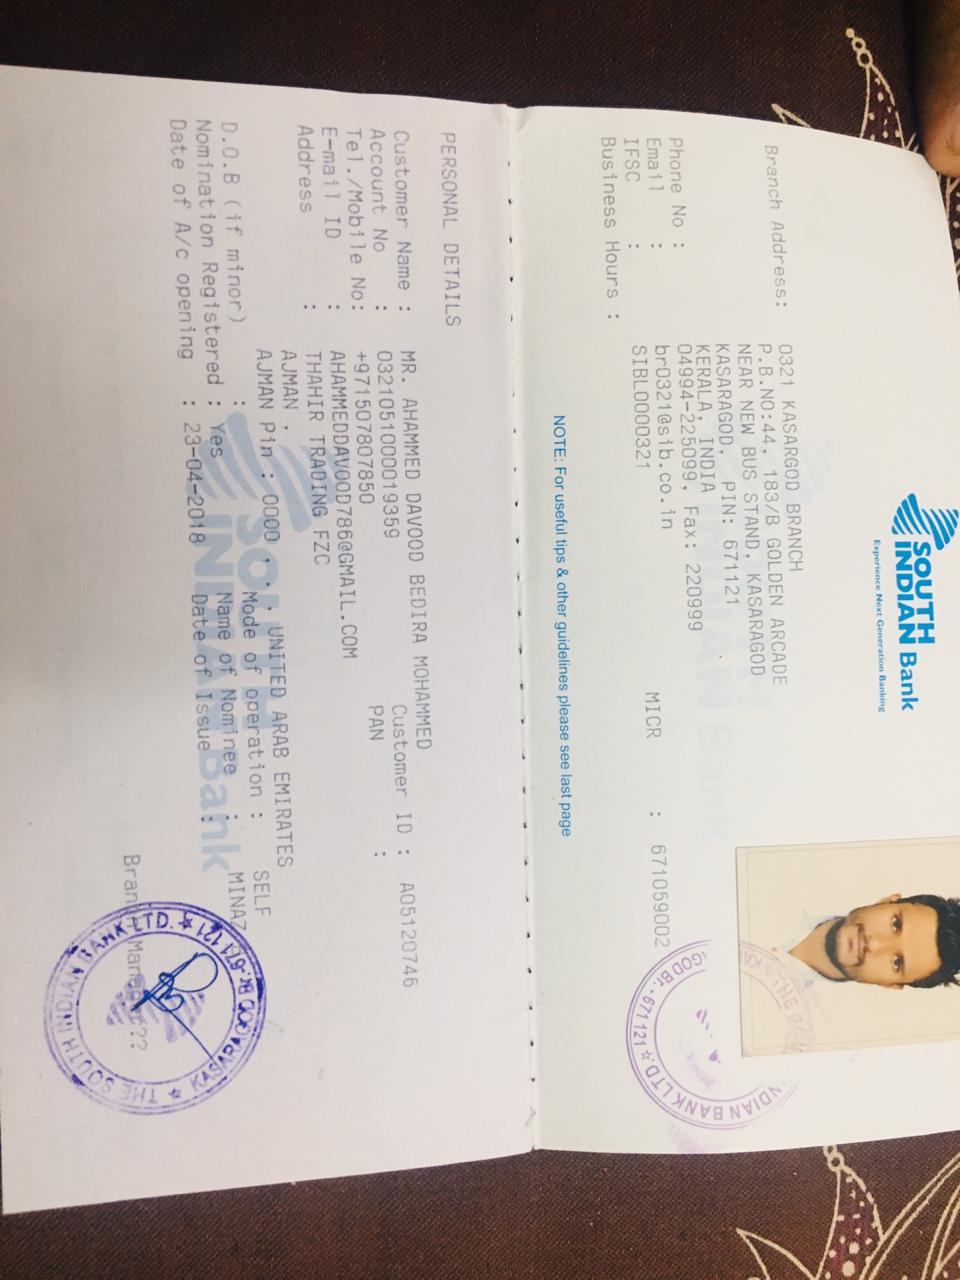 SOUTH
INDIAN Bank
Experience Next Generation Banking
Branch Address: 0321 KASARGOD BRANCH
P.B.NO:44, 183/B GOLDEN ARCADE
NEAR NEW BUS STAND, KASARAGOD
KASARAGOD, PIN: 671121
KERALA, INDIA
Phone No : 04994-225099, Fax: 220999
Email : br0321@sib.co.in
IFSC : SIBL0000321 MICR : 671059002
Business Hours :
NOTE: For useful tips & other guidelines please see last page
PERSONAL DETAILS
Customer Name : MR. AHAMMED DAVOOD BEDIRA MOHAMMED
Account No : 0321051000019359 Customer ID : A05120746
Tel./Mobile No: +971507807850 PAN :
E-mail ID : AHAMMEDDAVOOD786@GMAIL.COM
Address : THAHIR TRADING FZC
AJMAN ,
AJMAN Pin : 0000 , , UNITED ARAB EMIRATES
D.O.B (if minor) : Mode of operation : SELF
Nomination Registered : Yes Name of Nominee : MINAZ
Date of A/c opening : 23-04-2018 Date of Issue :
Branch Manager??
THE SOUTH INDIAN BANK LTD. KASARAGOD BR.-671 121
GOD Br. 671 121 NDIAN BANK LTD.
SOUTH
INDIAN Bank